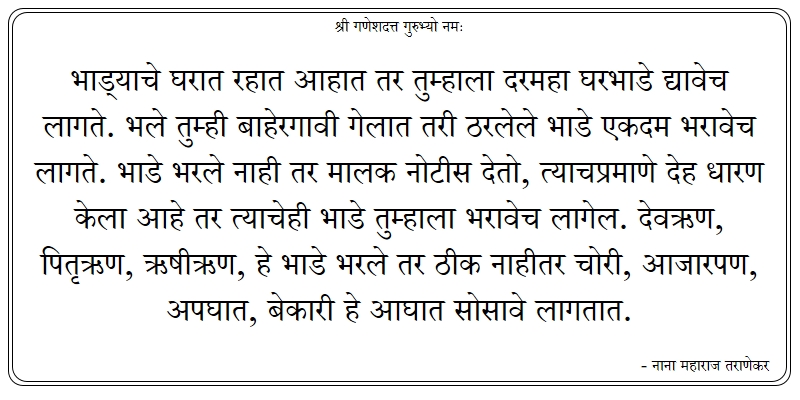 श्री गणेशदत्त गुरुभ्यो नमः
भाड्याचे घरात रहात आहात तर तुम्हाला दरमहा घरभाडे द्यावेच
लागते. भले तुम्ही बाहेरगावी गेलात तरी ठरलेले भाडे एकदम भरावेच
लागते. भाडे भरले नाही तर मालक नोटीस देतो, त्याचप्रमाणे देह धारण
केला आहे तर त्याचेही भाडे तुम्हाला भरावेच लागेल. देवऋण,
पितृऋण, ऋषीऋण, हे भाडे भरले तर ठीक नाहीतर चोरी, आजारपण,
अपघात, बेकारी हे आघात सोसावे लागतात.
- नाना महाराज तराणेकर